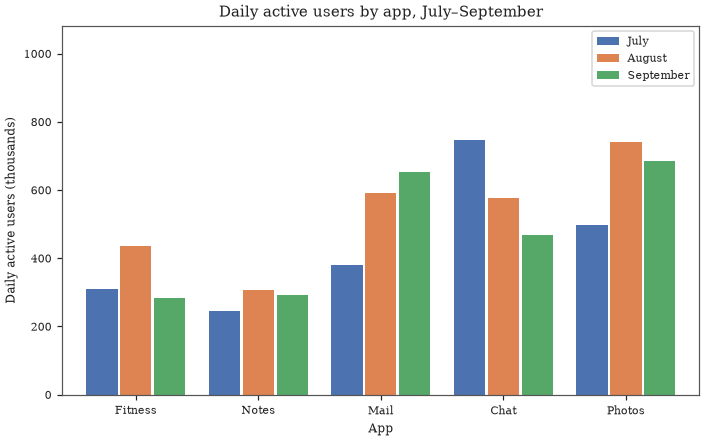 Daily active users by app, July–September
Daily active users (thousands)
1000
800
600
400
200
0
July
August
September
Fitness
Notes
Mail
Chat
Photos
App